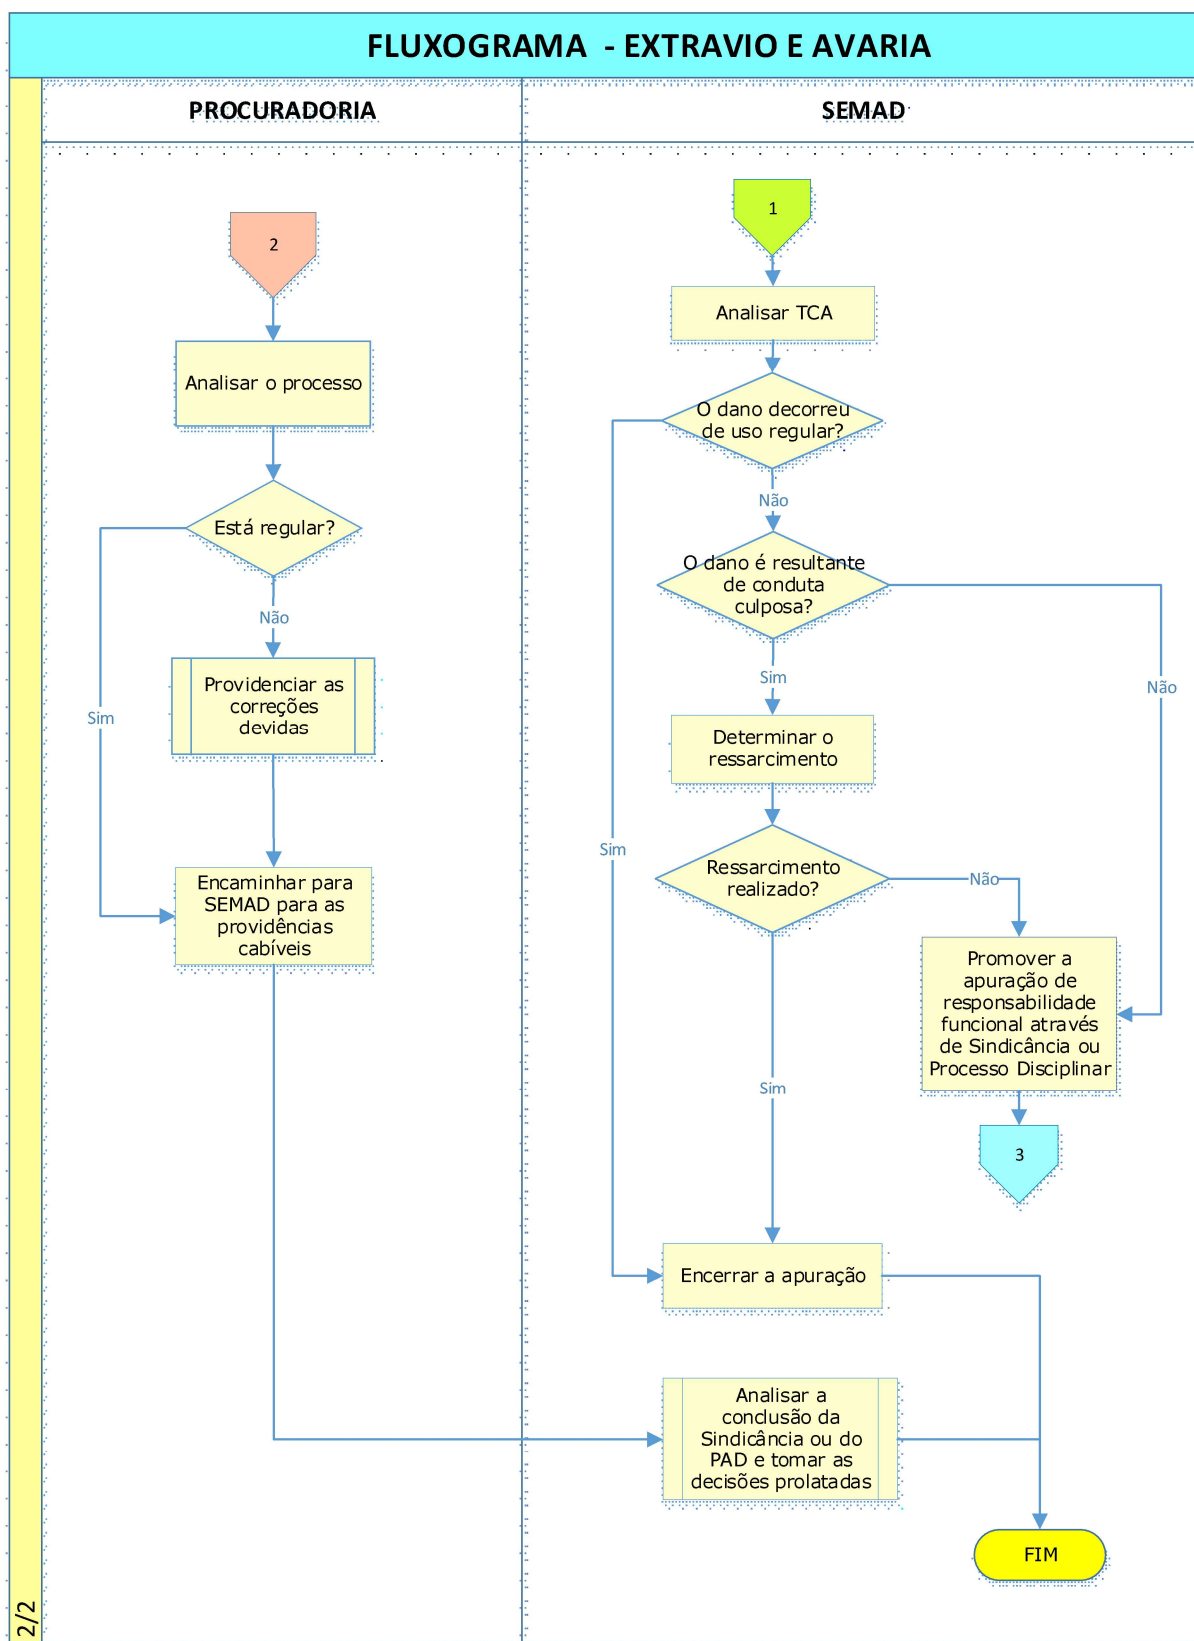 FLUXOGRAMA - EXTRAVIO E AVARIA
PROCURADORIA
SEMAD
2
Analisar o processo
Está regular?
Não
Sim
Providenciar as
correções
devidas
Encaminhar para
SEMAD para as
providências
cabíveis
1
Analisar TCA
O dano decorreu
de uso regular?
Não
O dano é resultante
de conduta
culposa?
Sim
Não
Determinar o
ressarcimento
Sim
Ressarcimento
realizado?
Não
Promover a
apuração de
responsabilidade
funcional através
de Sindicância ou
Processo Disciplinar
Sim
3
Encerrar a apuração
Analisar a
conclusão da
Sindicância ou do
PAD e tomar as
decisões prolatadas
FIM
2/2